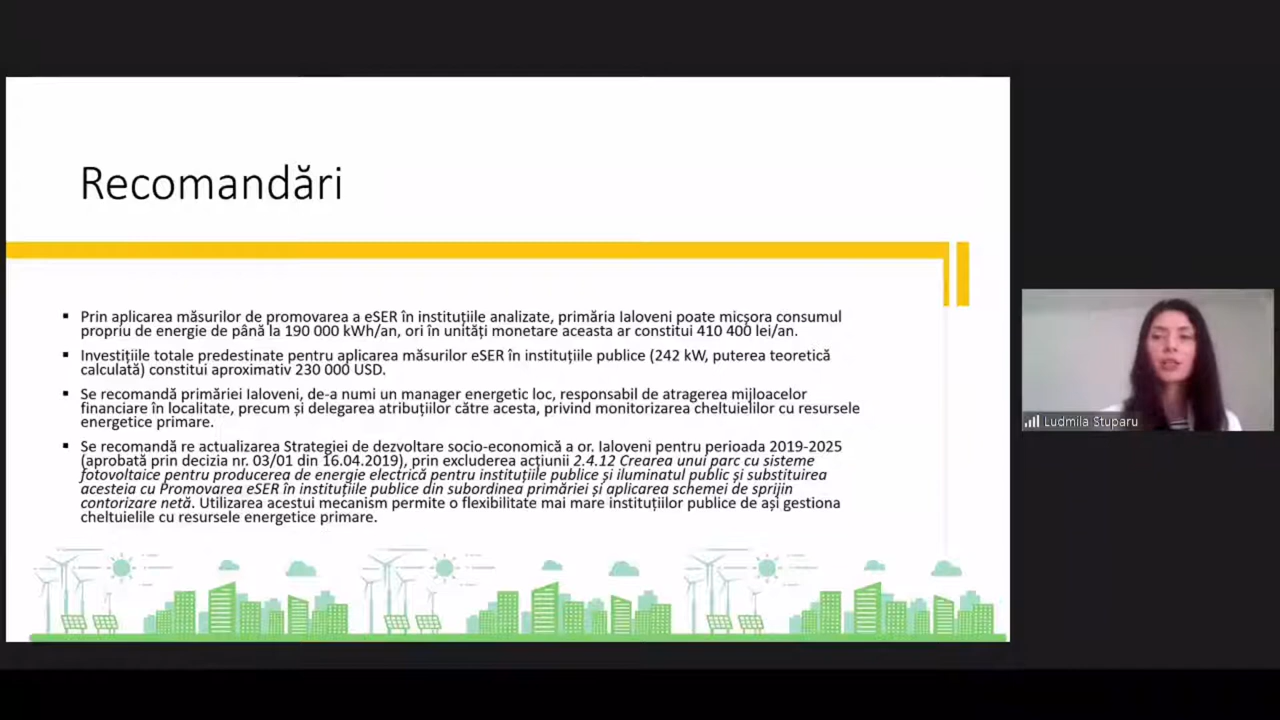 Recomandări
▪ Prin aplicarea măsurilor de promovarea a eSER în instituțiile analizate, primăria Ialoveni poate micșora consumul
propriu de energie de până la 190 000 kWh/an, ori în unități monetare aceasta ar constitui 410 400 lei/an.
▪ Investițiile totale predestinate pentru aplicarea măsurilor eSER în instituțiile publice (242 kW, puterea teoretică
calculată) constitui aproximativ 230 000 USD.
▪ Se recomandă primăriei Ialoveni, de-a numi un manager energetic loc, responsabil de atragerea mijloacelor
financiare în localitate, precum și delegarea atribuțiilor către acesta, privind monitorizarea cheltuielilor cu resursele
energetice primare.
▪ Se recomandă re actualizarea Strategiei de dezvoltare socio-economică a or. Ialoveni pentru perioada 2019-2025
(aprobată prin decizia nr. 03/01 din 16.04.2019), prin excluderea acțiunii 2.4.12 Crearea unui parc cu sisteme
fotovoltaice pentru producerea de energie electrică pentru instituțiile publice și iluminatul public și substituirea
acesteia cu Promovarea eSER în instituțiile publice din subordinea primăriei și aplicarea schemei de sprijin
contorizare netă. Utilizarea acestui mecanism permite o flexibilitate mai mare instituțiilor publice de ași gestiona
cheltuielile cu resursele energetice primare.
Ludmila Stuparu